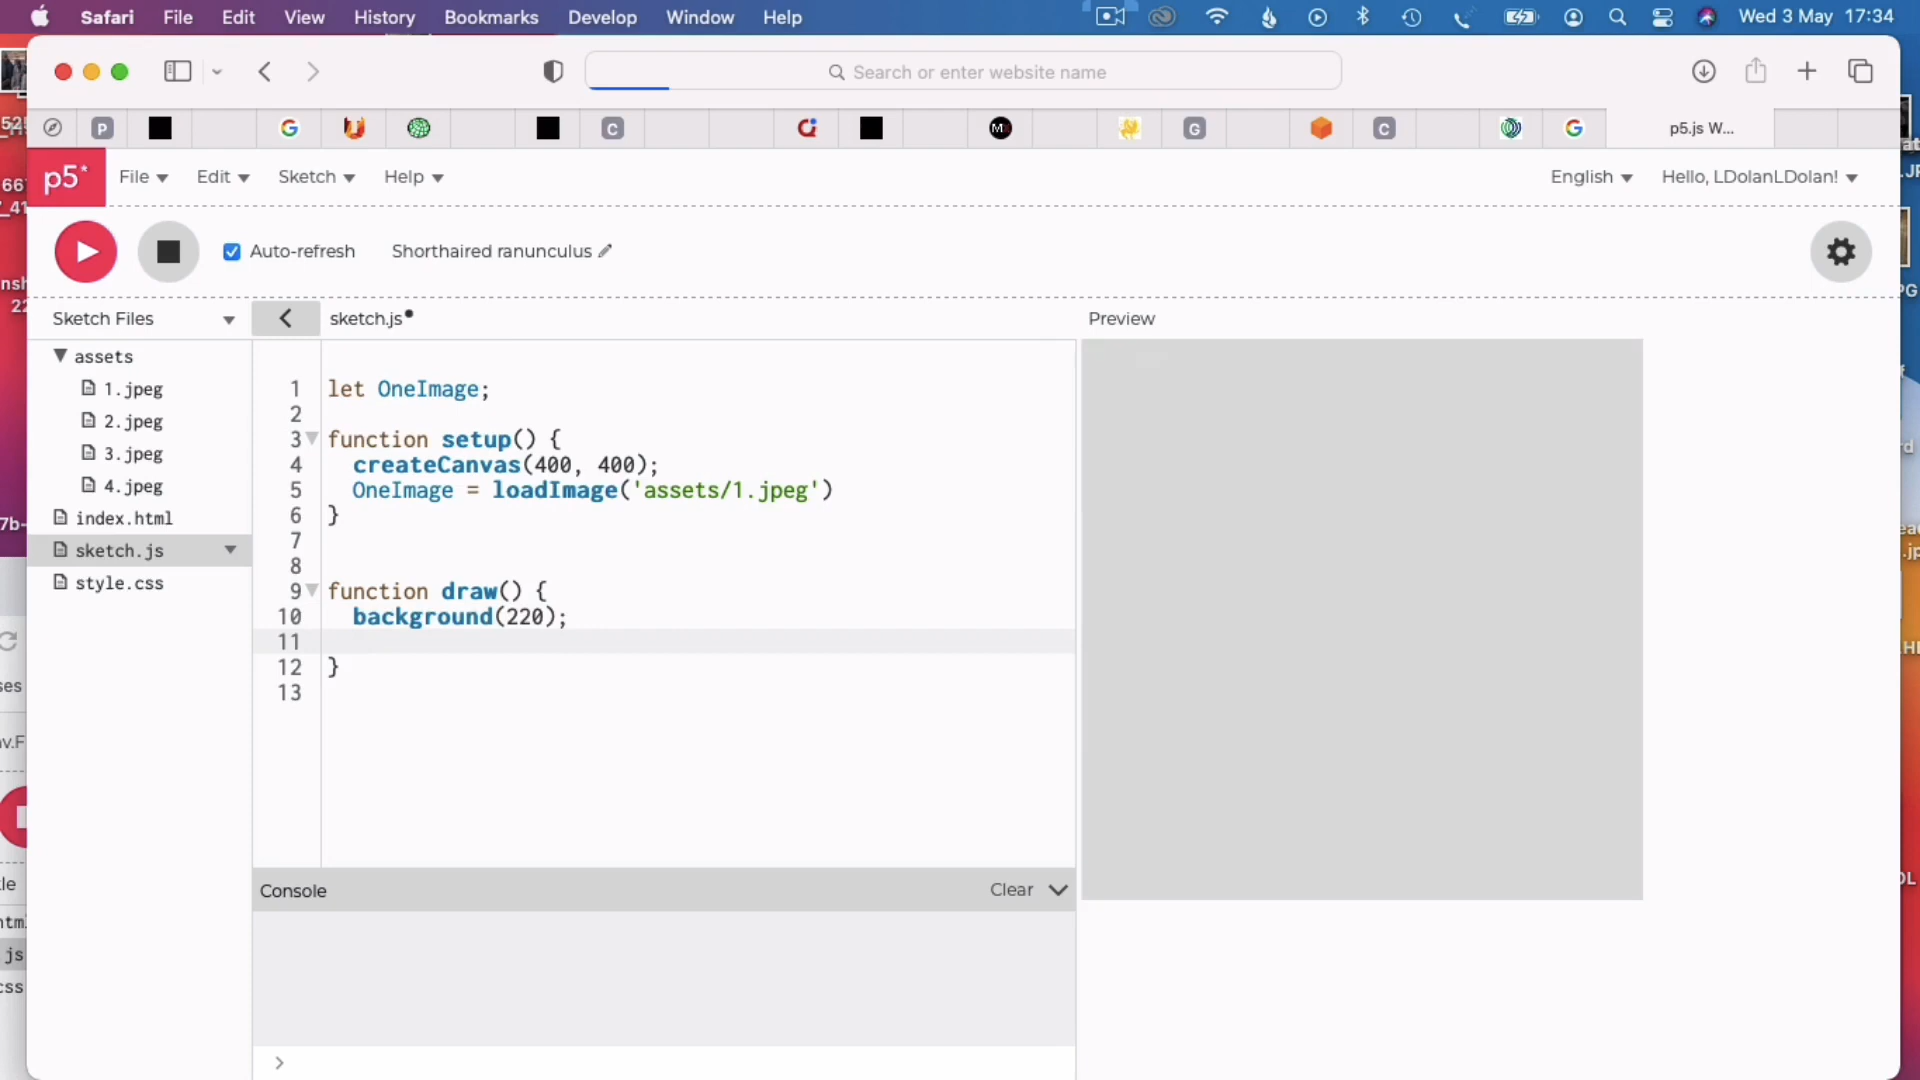 Safari File Edit View History Bookmarks Develop Window Help Wed 3 May 17:34
Search or enter website name
P C M G C p5.js W...
p5* File Edit Sketch Help English Hello, LDolanLDolan!
Auto-refresh Shorthaired ranunculus
Sketch Files sketch.js Preview
assets
1.jpeg
2.jpeg
3.jpeg
4.jpeg
index.html
sketch.js
style.css
1 let OneImage;
2
3 function setup() {
4 createCanvas(400, 400);
5 OneImage = loadImage('assets/1.jpeg')
6 }
7
8
9 function draw() {
10 background(220);
11
12 }
13
Console Clear
>